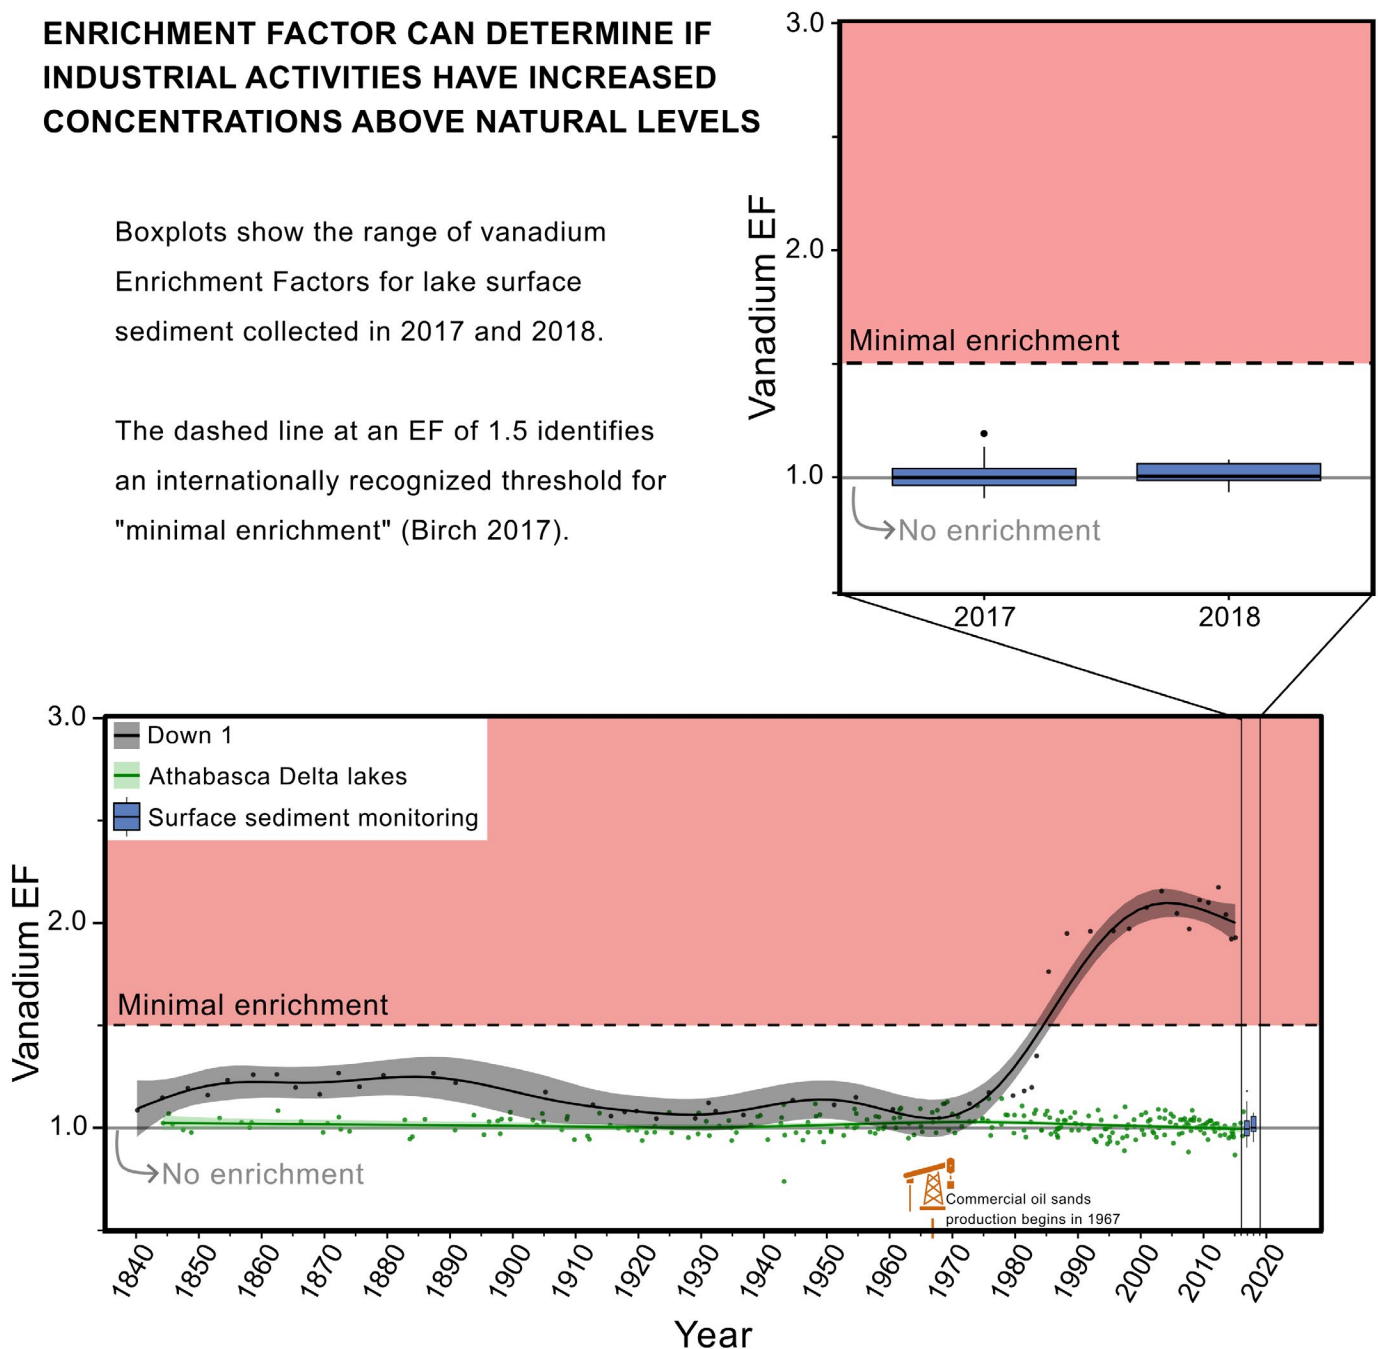 ENRICHMENT FACTOR CAN DETERMINE IF
INDUSTRIAL ACTIVITIES HAVE INCREASED
CONCENTRATIONS ABOVE NATURAL LEVELS
Boxplots show the range of vanadium
Enrichment Factors for lake surface
sediment collected in 2017 and 2018.
The dashed line at an EF of 1.5 identifies
an internationally recognized threshold for
"minimal enrichment" (Birch 2017).
Vanadium EF
3.0
2.0
1.0
Minimal enrichment
No enrichment
2017
2018
Vanadium EF
3.0
2.0
1.0
Down 1
Athabasca Delta lakes
Surface sediment monitoring
Minimal enrichment
No enrichment
Commercial oil sands
production begins in 1967
1840
1850
1860
1870
1880
1890
1900
1910
1920
1930
1940
1950
1960
1970
1980
1990
2000
2010
2020
Year